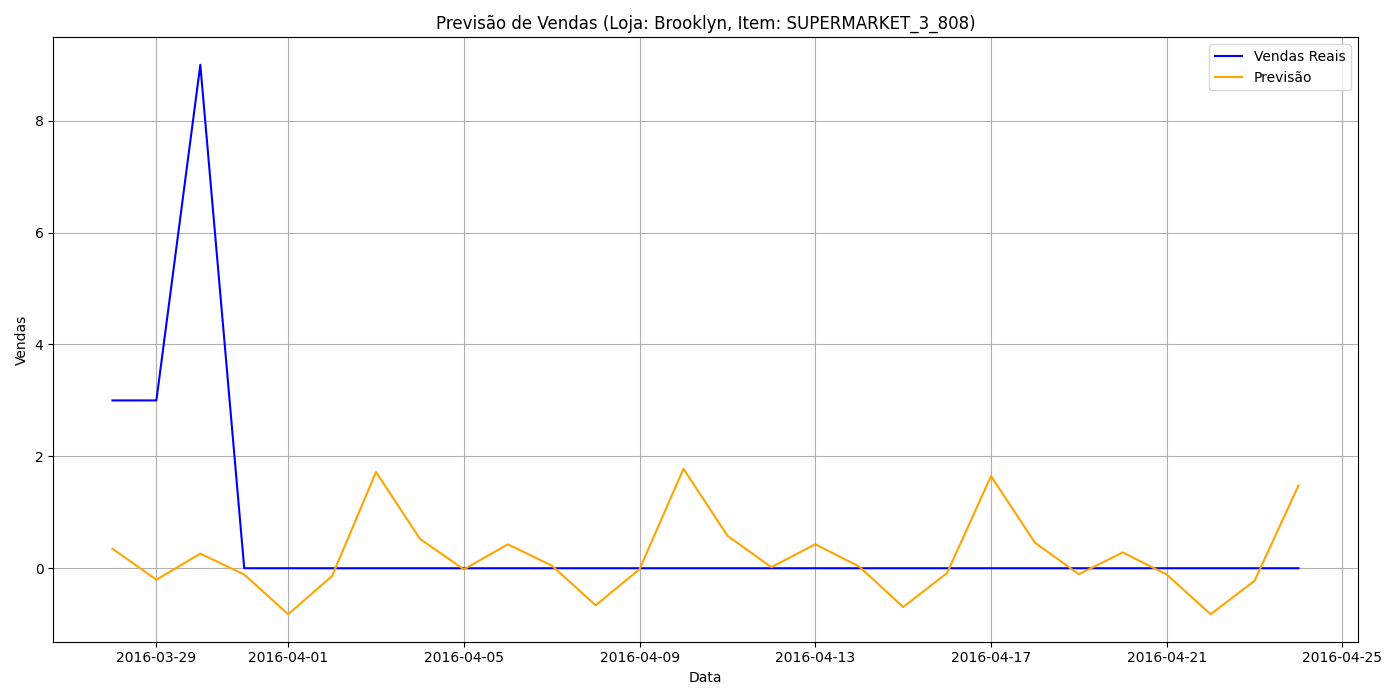 Previsão de Vendas (Loja: Brooklyn, Item: SUPERMARKET_3_808)
Vendas Reais
Previsão
Vendas
8
6
4
2
0
2016-03-29 2016-04-01 2016-04-05 2016-04-09 2016-04-13 2016-04-17 2016-04-21 2016-04-25
Data